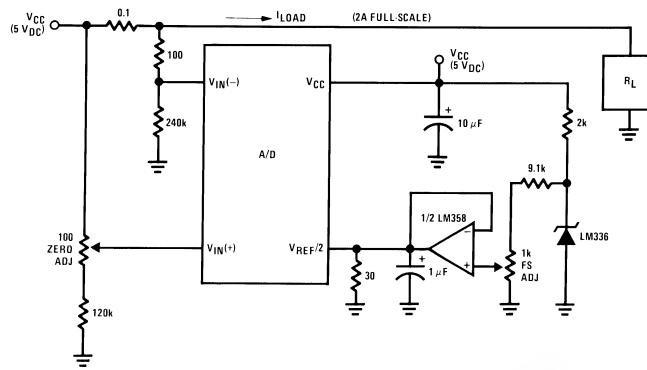 VCC
(5 VDC)
0.1
ILOAD
(2A FULL-SCALE)
100
VIN(−)
240k
A/D
VCC
VCC
(5 VDC)
+
10 μF
2k
RL
9.1k
1/2 LM358
LM336
100
ZERO
ADJ
VIN(+)
VREF/2
−
+
1k
FS
ADJ
30
+
1 μF
120k